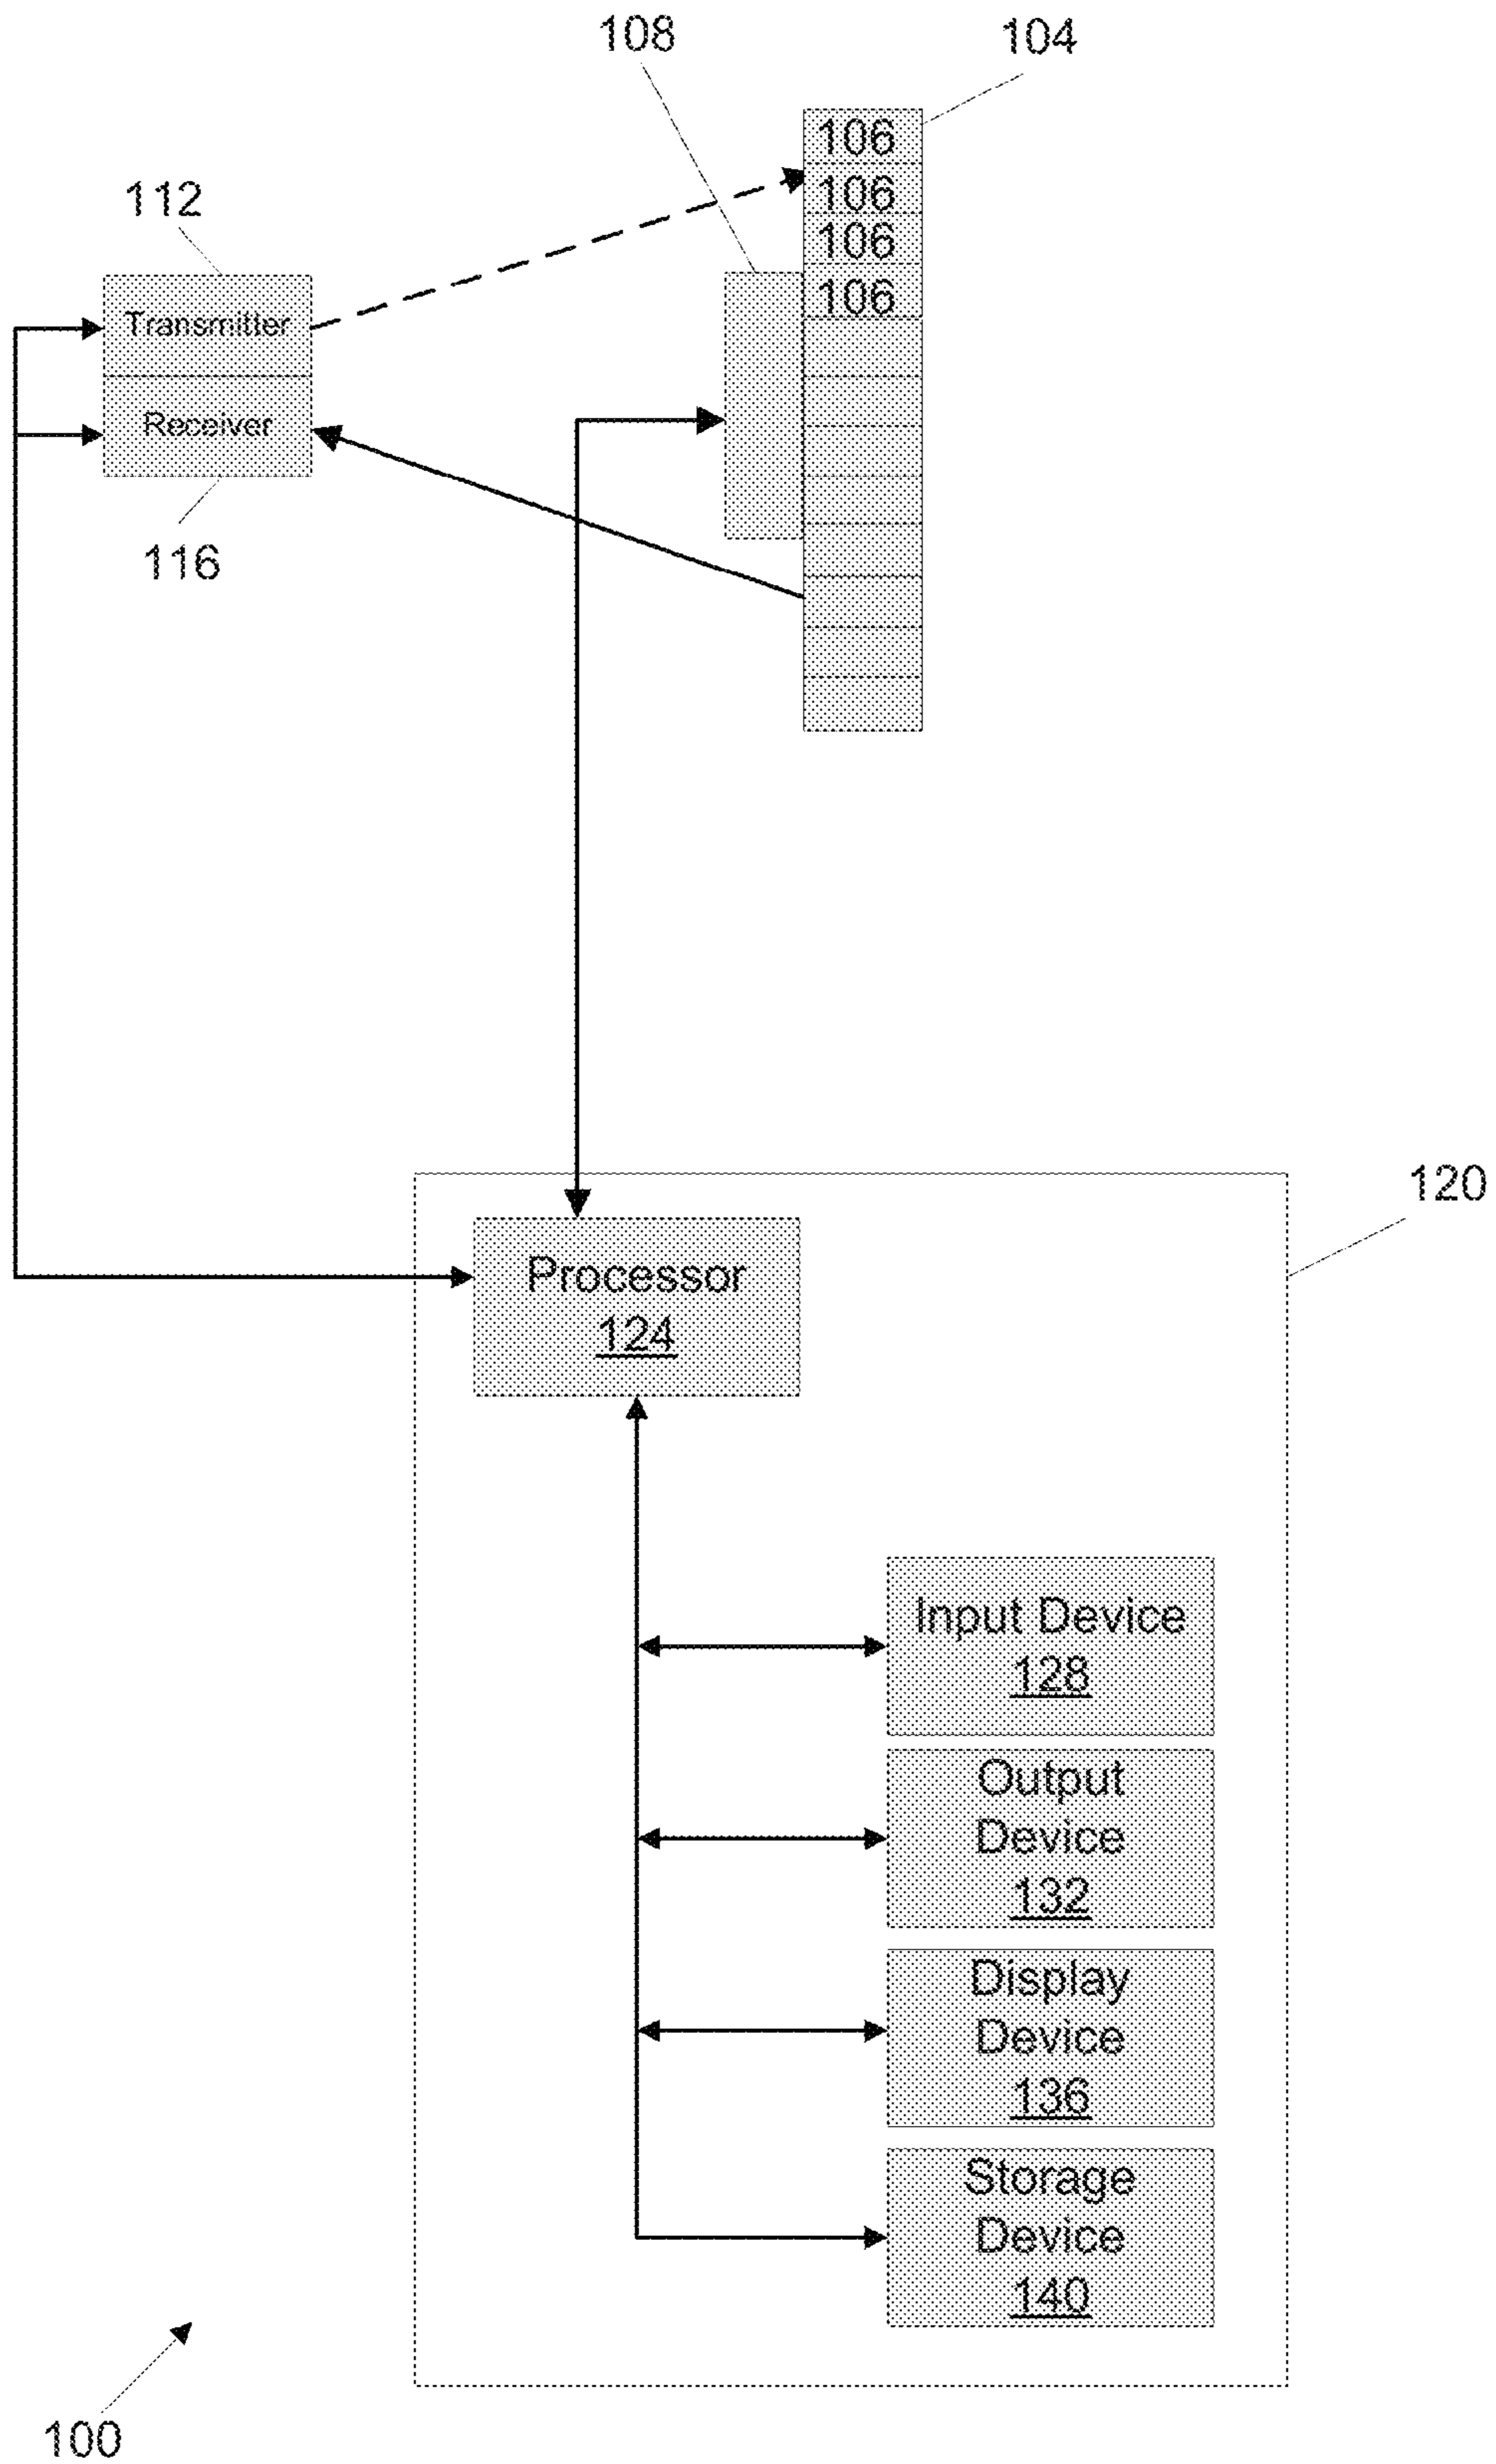 108
104
106
106
106
106
112
Transmitter
Receiver
116
120
Processor
124
Input Device
128
Output
Device
132
Display
Device
136
Storage
Device
140
100